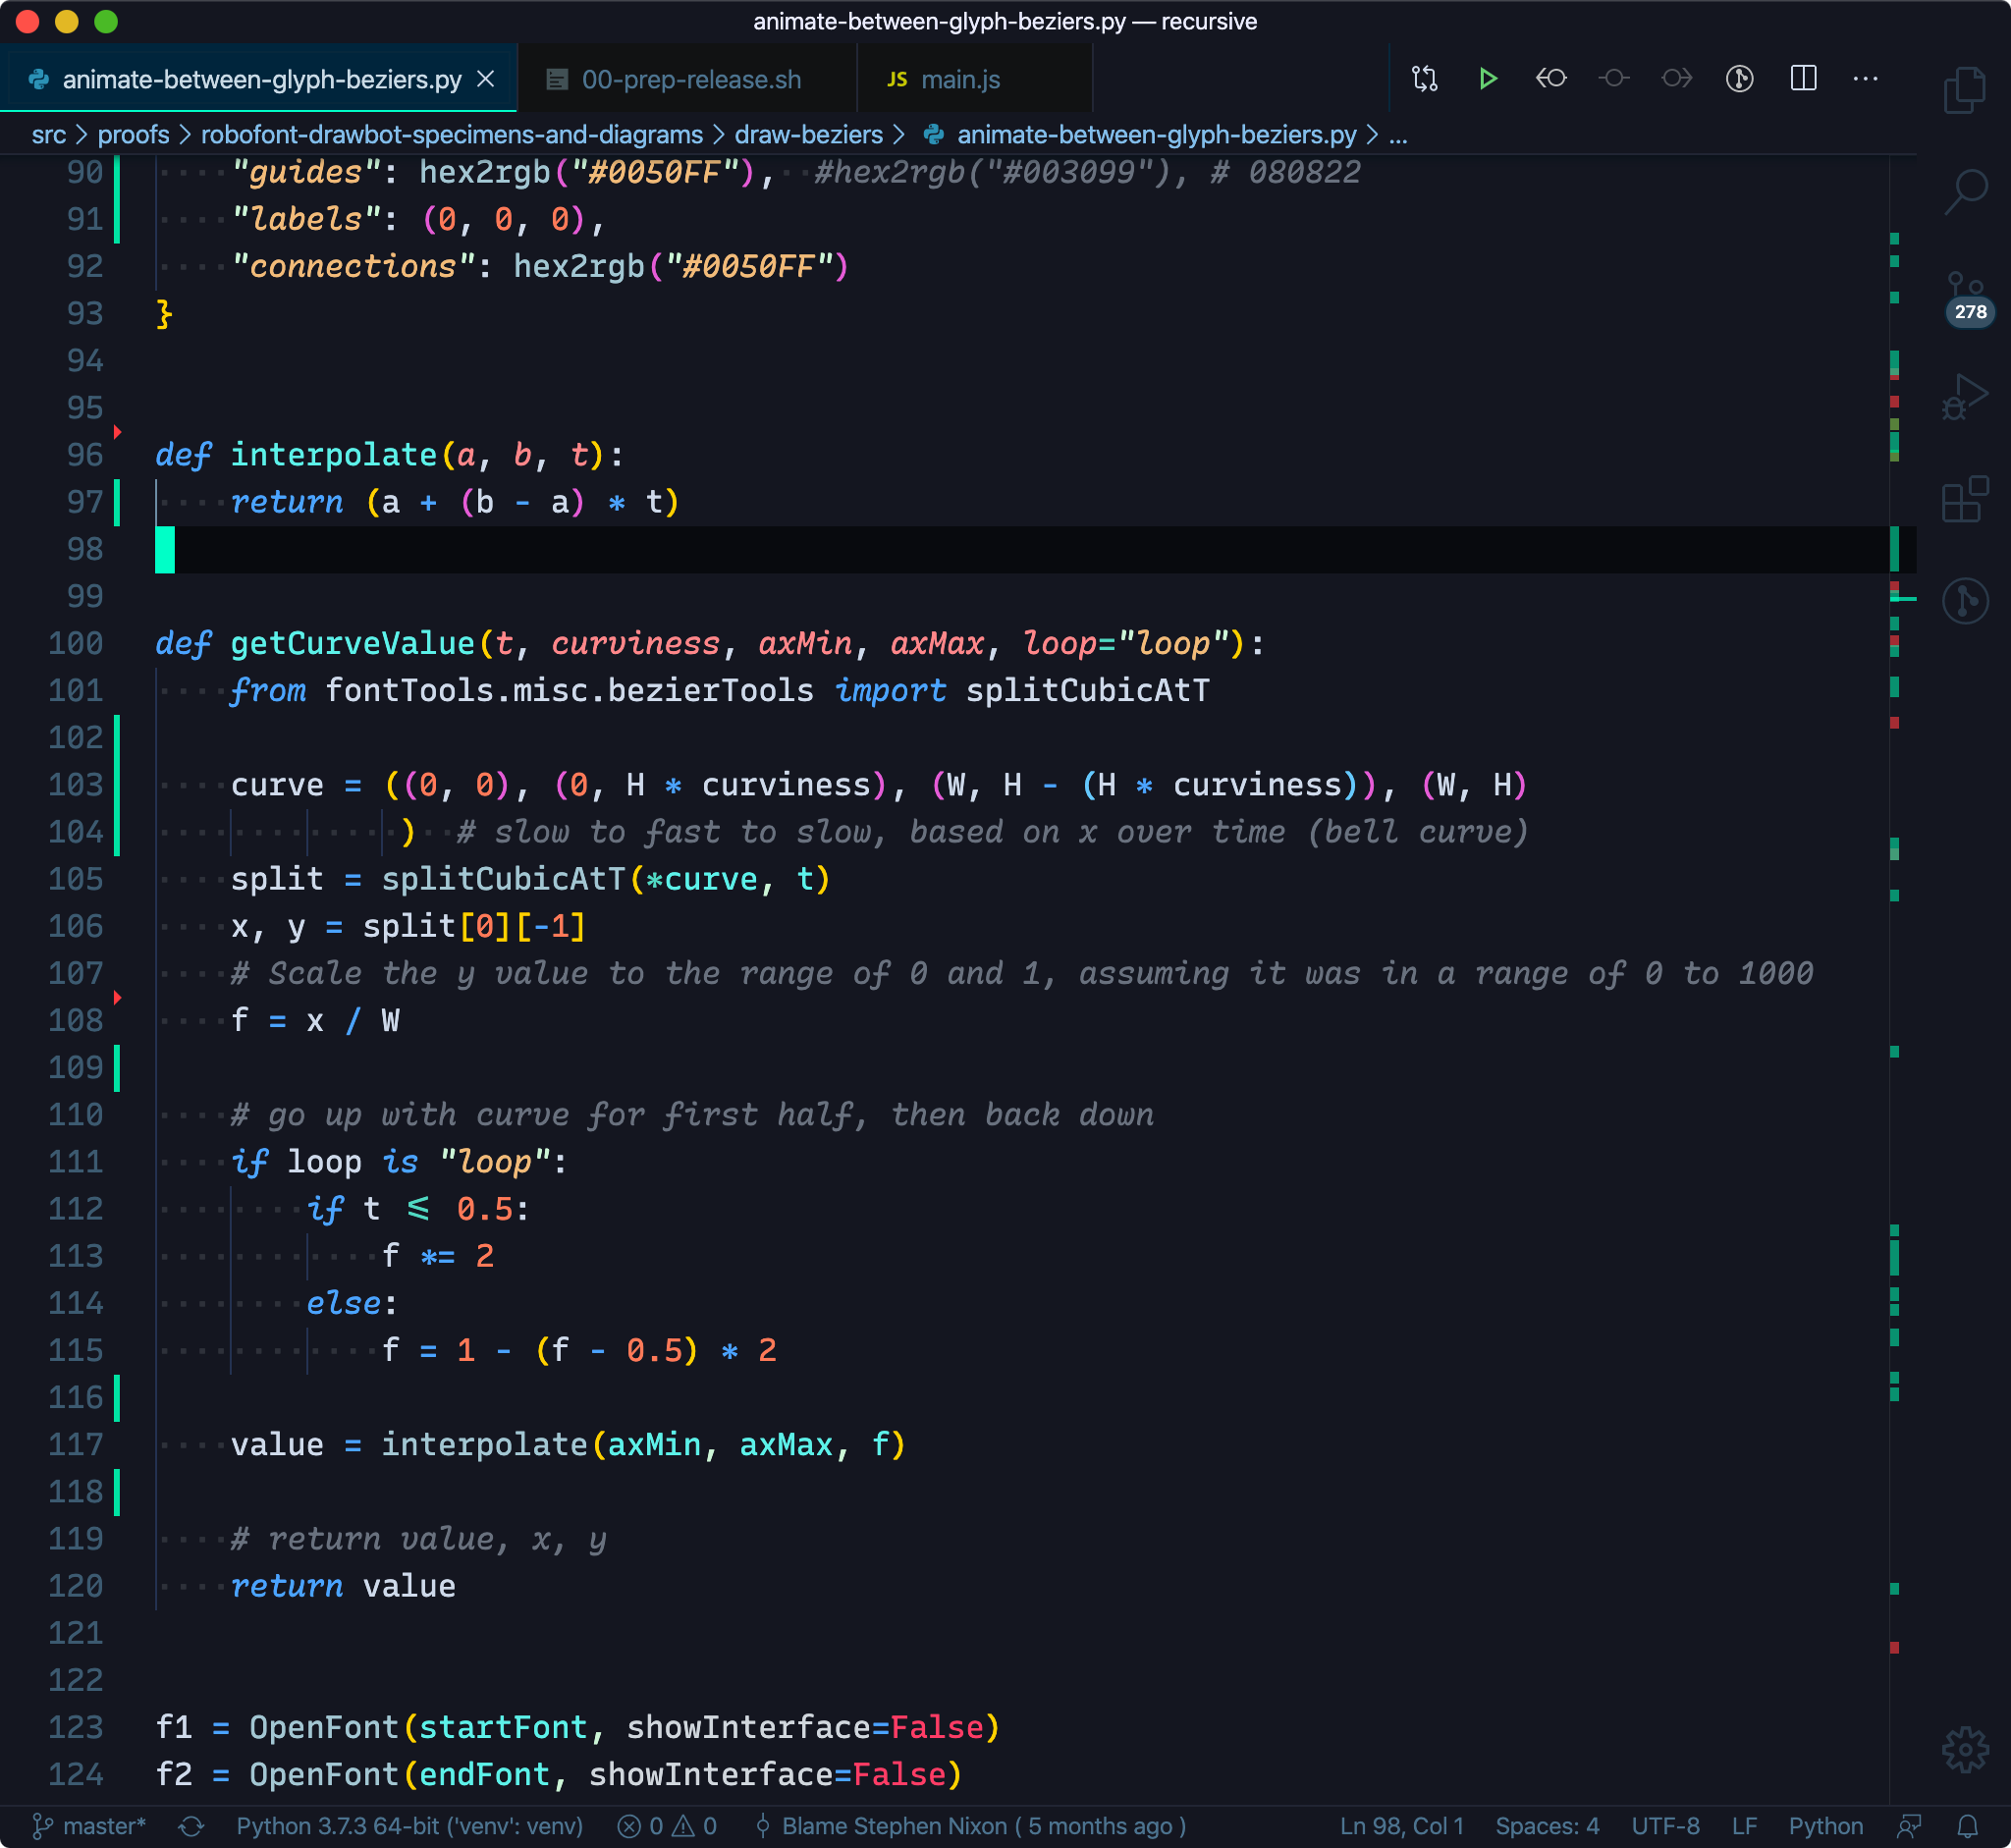 animate-between-glyph-beziers.py — recursive
animate-between-glyph-beziers.py 00-prep-release.sh JS main.js
src > proofs > robofont-drawbot-specimens-and-diagrams > draw-beziers > animate-between-glyph-beziers.py > ...
90 "guides": hex2rgb("#0050FF"),  #hex2rgb("#003099"), # 080822
91 "labels": (0, 0, 0),
92 "connections": hex2rgb("#0050FF")
93 }
94
95
96 def interpolate(a, b, t):
97     return (a + (b - a) * t)
98
99
100 def getCurveValue(t, curviness, axMin, axMax, loop="loop"):
101     from fontTools.misc.bezierTools import splitCubicAtT
102
103     curve = ((0, 0), (0, H * curviness), (W, H - (H * curviness)), (W, H)
104              )  # slow to fast to slow, based on x over time (bell curve)
105     split = splitCubicAtT(*curve, t)
106     x, y = split[0][-1]
107     # Scale the y value to the range of 0 and 1, assuming it was in a range of 0 to 1000
108     f = x / W
109
110     # go up with curve for first half, then back down
111     if loop is "loop":
112         if t <= 0.5:
113             f *= 2
114         else:
115             f = 1 - (f - 0.5) * 2
116
117     value = interpolate(axMin, axMax, f)
118
119     # return value, x, y
120     return value
121
122
123 f1 = OpenFont(startFont, showInterface=False)
124 f2 = OpenFont(endFont, showInterface=False)
278
master* Python 3.7.3 64-bit ('venv': venv) 0 0 Blame Stephen Nixon ( 5 months ago ) Ln 98, Col 1 Spaces: 4 UTF-8 LF Python